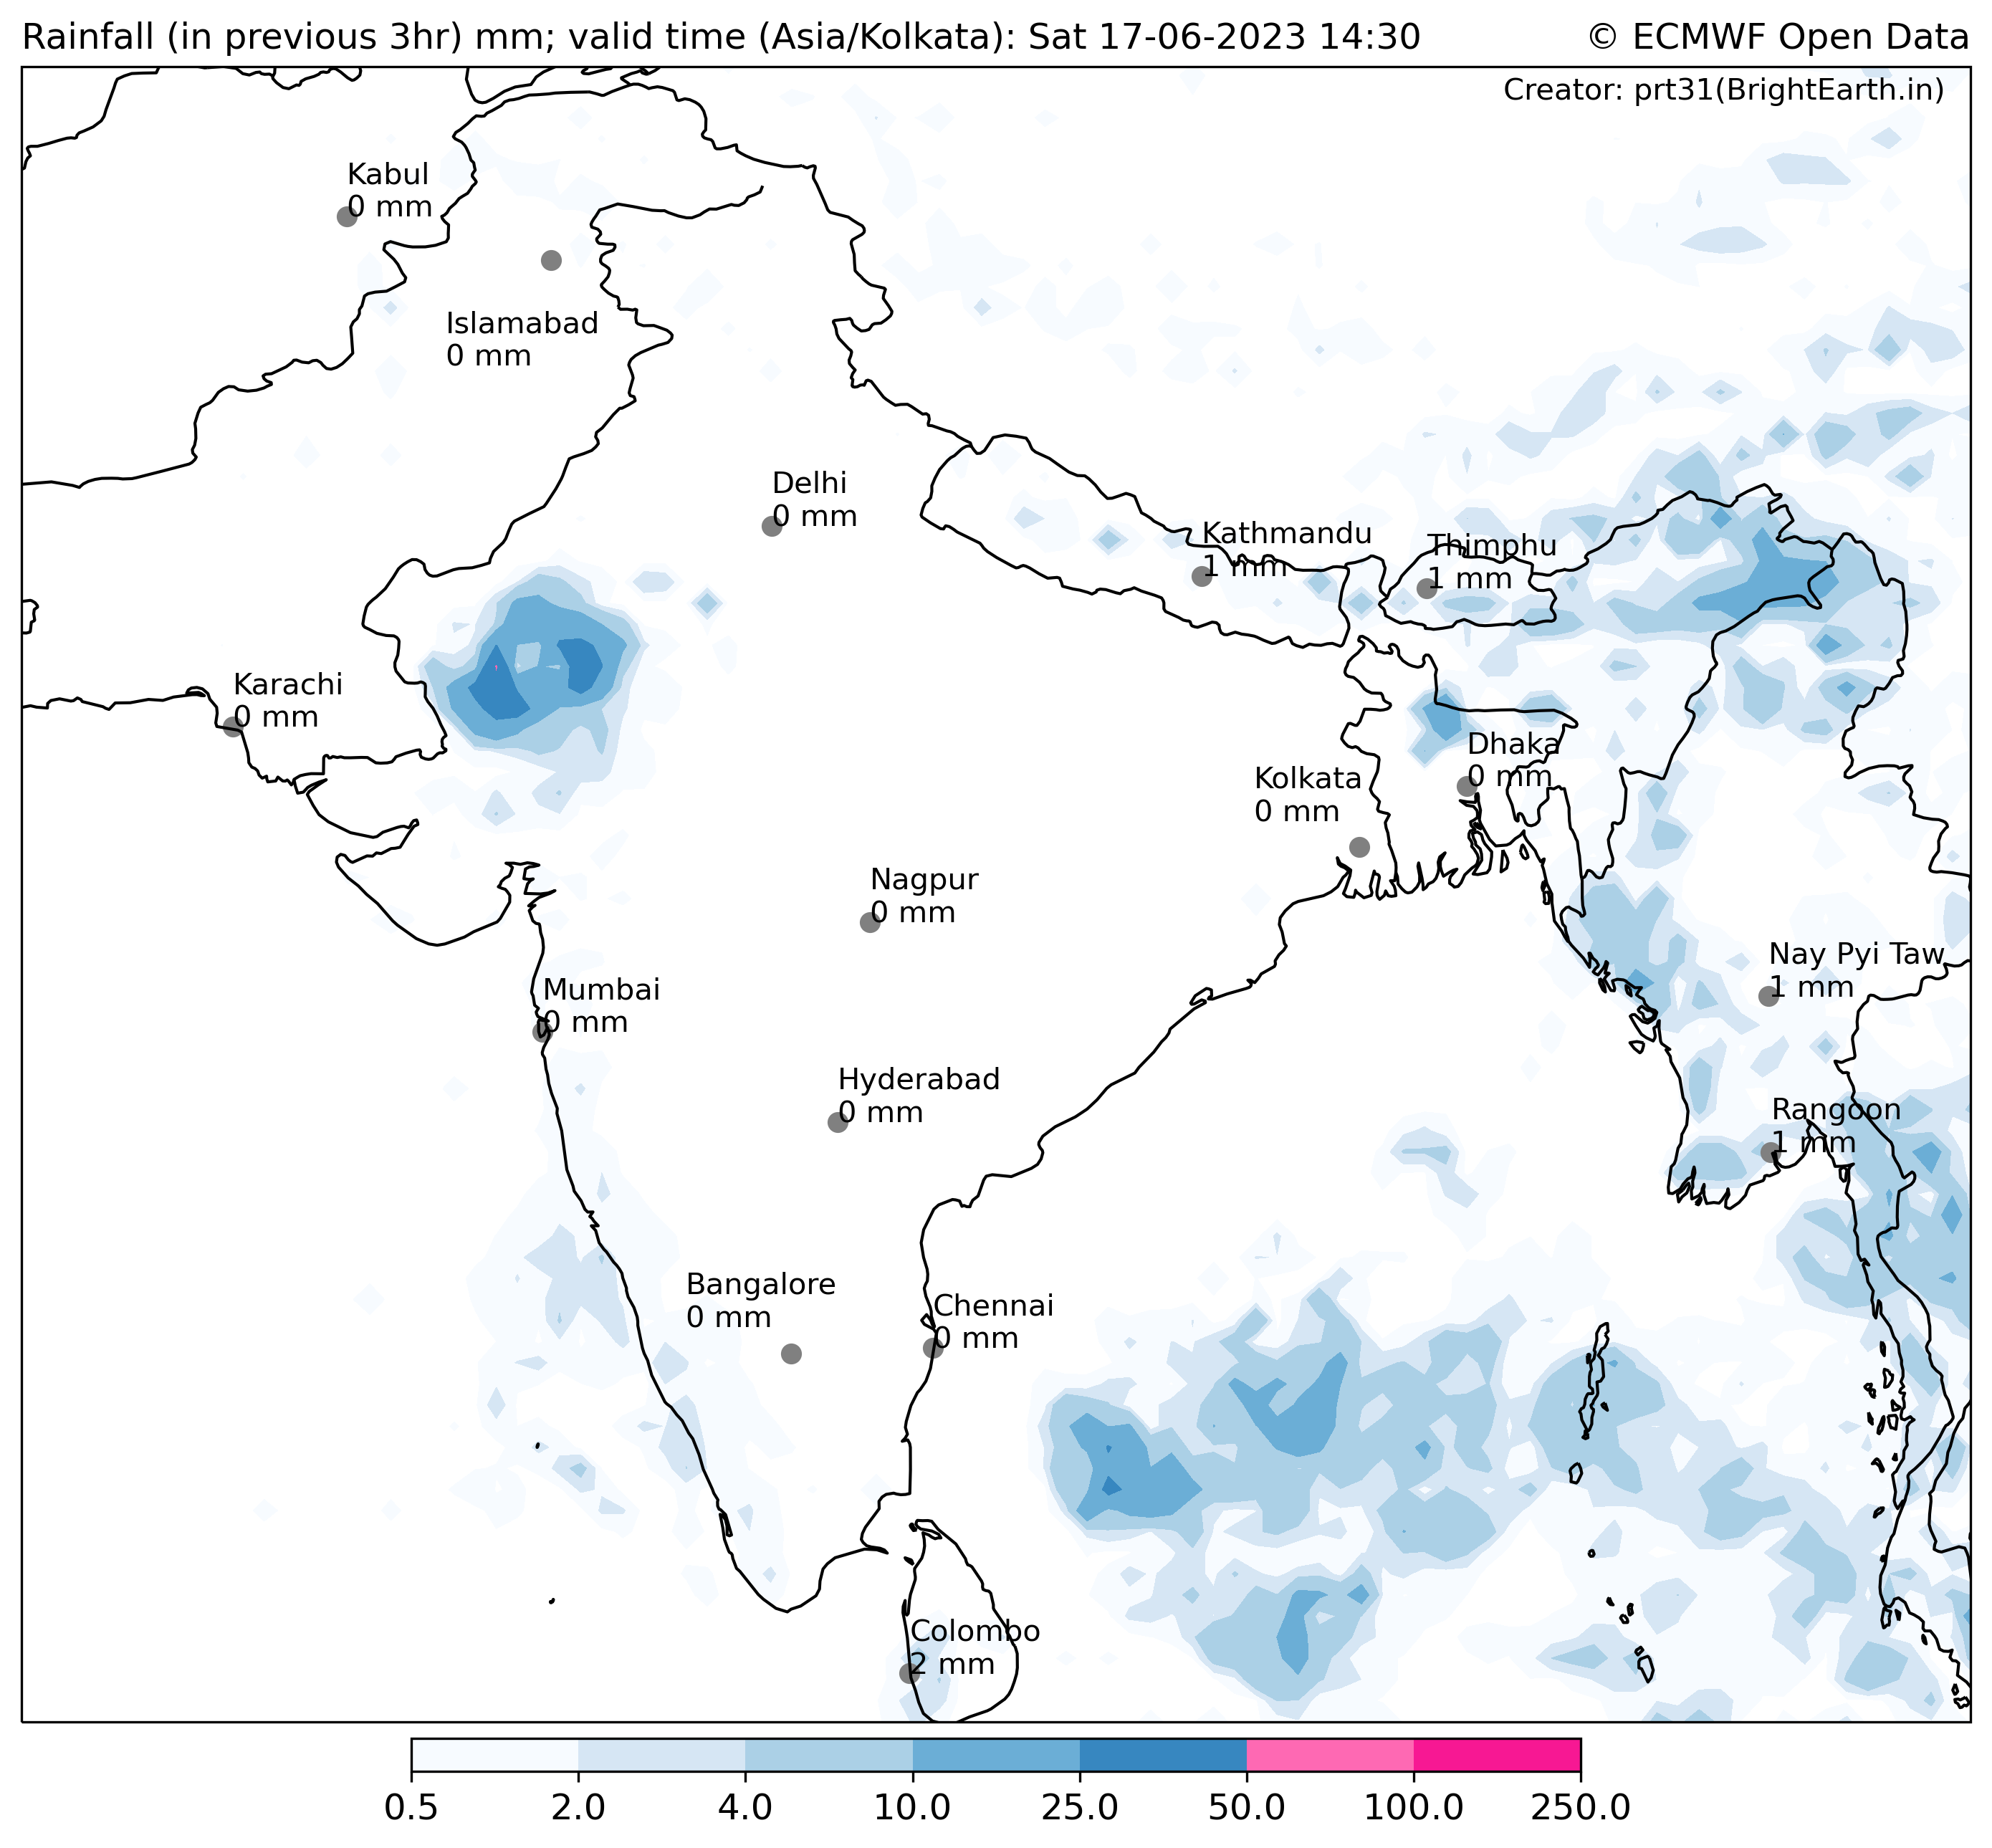 Rainfall (in previous 3hr) mm; valid time (Asia/Kolkata): Sat 17-06-2023 14:30
© ECMWF Open Data
Creator: prt31(BrightEarth.in)
Kabul
0 mm
Islamabad
0 mm
Delhi
0 mm
Kathmandu
1 mm
Thimphu
1 mm
Karachi
0 mm
Dhaka
0 mm
Kolkata
0 mm
Nagpur
0 mm
Nay Pyi Taw
1 mm
Mumbai
0 mm
Hyderabad
0 mm
Rangoon
1 mm
Bangalore
0 mm
Chennai
0 mm
Colombo
2 mm
0.5 2.0 4.0 10.0 25.0 50.0 100.0 250.0